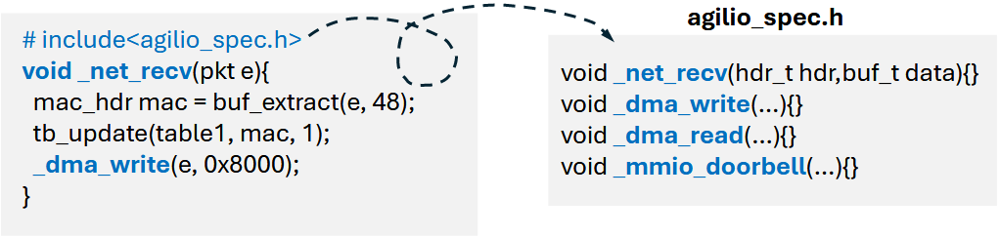 # include<agilio_spec.h>
void _net_recv(pkt e){
mac_hdr mac = buf_extract(e, 48);
tb_update(table1, mac, 1);
_dma_write(e, 0x8000);
}
agilio_spec.h
void _net_recv(hdr_t hdr,buf_t data){}
void _dma_write(...){}
void _dma_read(...){}
void _mmio_doorbell(...){}